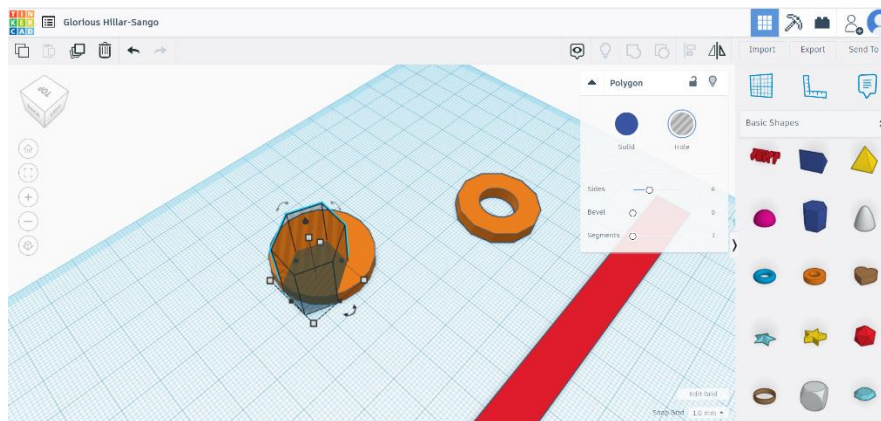 TIN
KER
CAD
Glorious Hillar-Sango
Import Export Send To
Polygon
Solid Hole
Sides 6
Bevel 0
Segments 1
Basic Shapes
TOP
Edit Grid
Snap Grid 1.0 mm